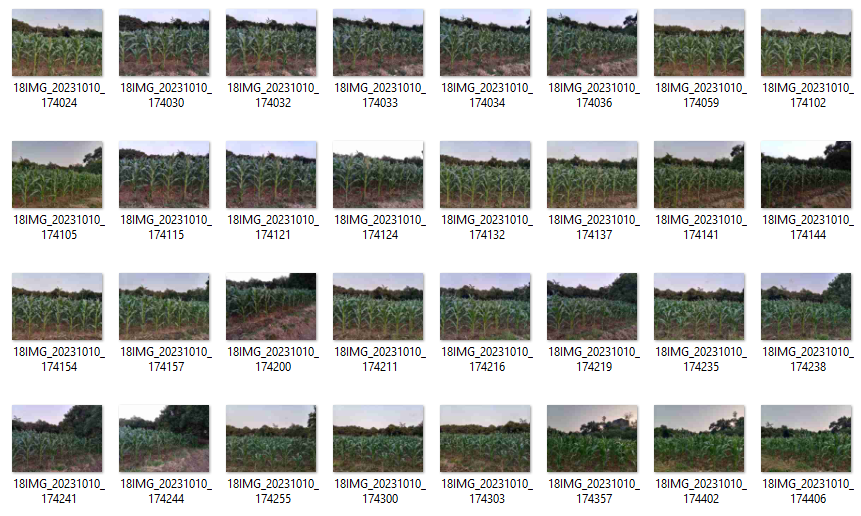 18IMG_20231010_
174024
18IMG_20231010_
174030
18IMG_20231010_
174032
18IMG_20231010_
174033
18IMG_20231010_
174034
18IMG_20231010_
174036
18IMG_20231010_
174059
18IMG_20231010_
174102
18IMG_20231010_
174105
18IMG_20231010_
174115
18IMG_20231010_
174121
18IMG_20231010_
174124
18IMG_20231010_
174132
18IMG_20231010_
174137
18IMG_20231010_
174141
18IMG_20231010_
174144
18IMG_20231010_
174154
18IMG_20231010_
174157
18IMG_20231010_
174200
18IMG_20231010_
174211
18IMG_20231010_
174216
18IMG_20231010_
174219
18IMG_20231010_
174235
18IMG_20231010_
174238
18IMG_20231010_
174241
18IMG_20231010_
174244
18IMG_20231010_
174255
18IMG_20231010_
174300
18IMG_20231010_
174303
18IMG_20231010_
174357
18IMG_20231010_
174402
18IMG_20231010_
174406